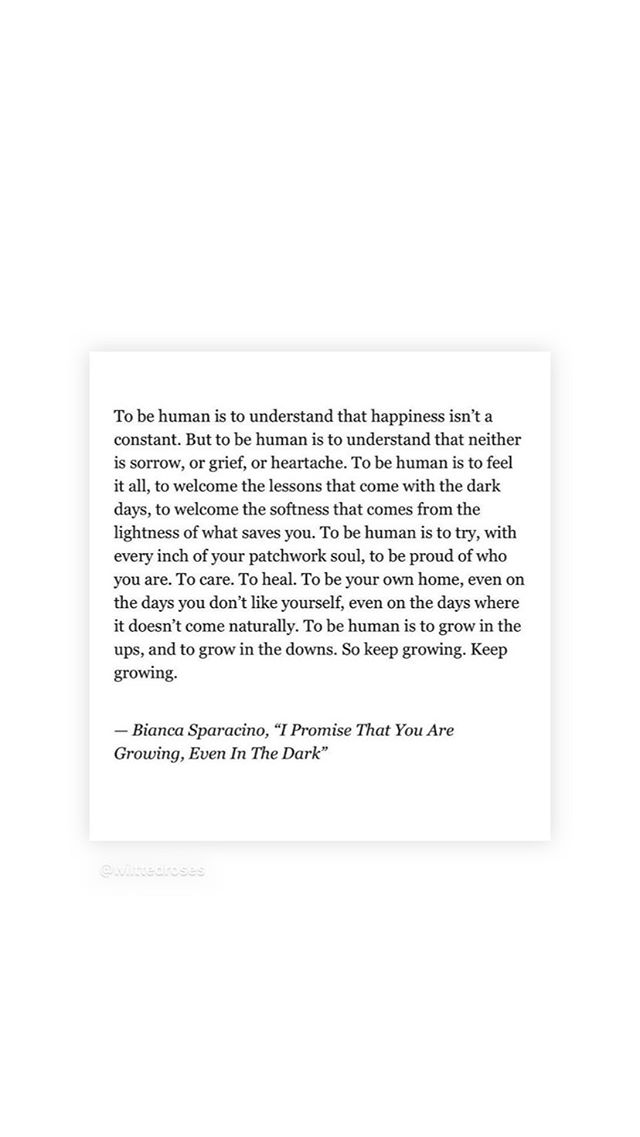 To be human is to understand that happiness isn’t a
constant. But to be human is to understand that neither
is sorrow, or grief, or heartache. To be human is to feel
it all, to welcome the lessons that come with the dark
days, to welcome the softness that comes from the
lightness of what saves you. To be human is to try, with
every inch of your patchwork soul, to be proud of who
you are. To care. To heal. To be your own home, even on
the days you don’t like yourself, even on the days where
it doesn’t come naturally. To be human is to grow in the
ups, and to grow in the downs. So keep growing. Keep
growing.
— Bianca Sparacino, “I Promise That You Are
Growing, Even In The Dark”